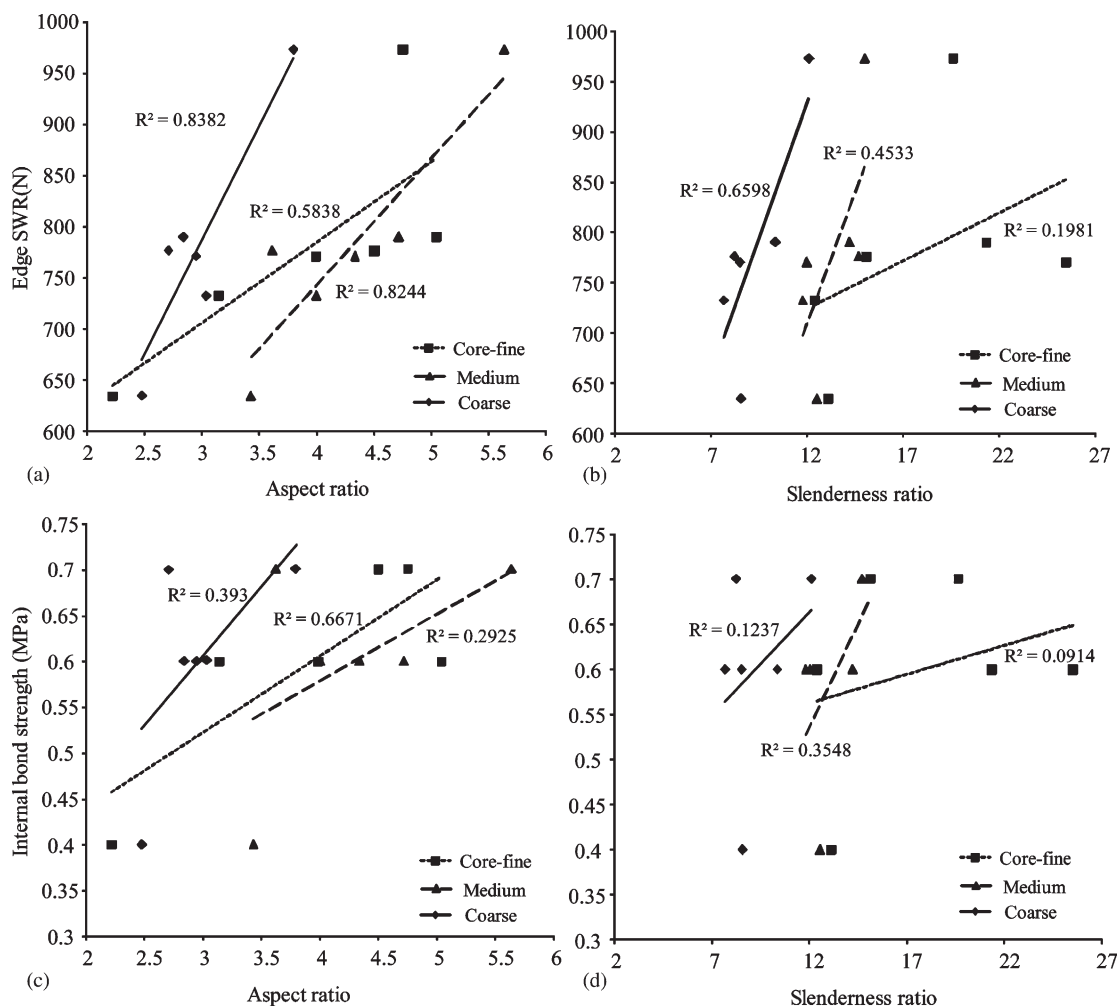 1000
950
900
850
800
750
700
650
600
Edge SWR(N)
R² = 0.8382
R² = 0.5838
R² = 0.8244
Core-fine
Medium
Coarse
2 2.5 3 3.5 4 4.5 5 5.5 6
(a)
Aspect ratio
1000
950
900
850
800
750
700
650
600
R² = 0.4533
R² = 0.6598
R² = 0.1981
Core-fine
Medium
Coarse
2 7 12 17 22 27
(b)
Slenderness ratio
0.75
0.7
0.65
0.6
0.55
0.5
0.45
0.4
0.35
0.3
Internal bond strength (MPa)
R² = 0.393
R² = 0.6671
R² = 0.2925
Core-fine
Medium
Coarse
2 2.5 3 3.5 4 4.5 5 5.5 6
(c)
Aspect ratio
0.75
0.7
0.65
0.6
0.55
0.5
0.45
0.4
0.35
0.3
R² = 0.1237
R² = 0.0914
R² = 0.3548
Core-fine
Medium
Coarse
2 7 12 17 22 27
(d)
Slenderness ratio